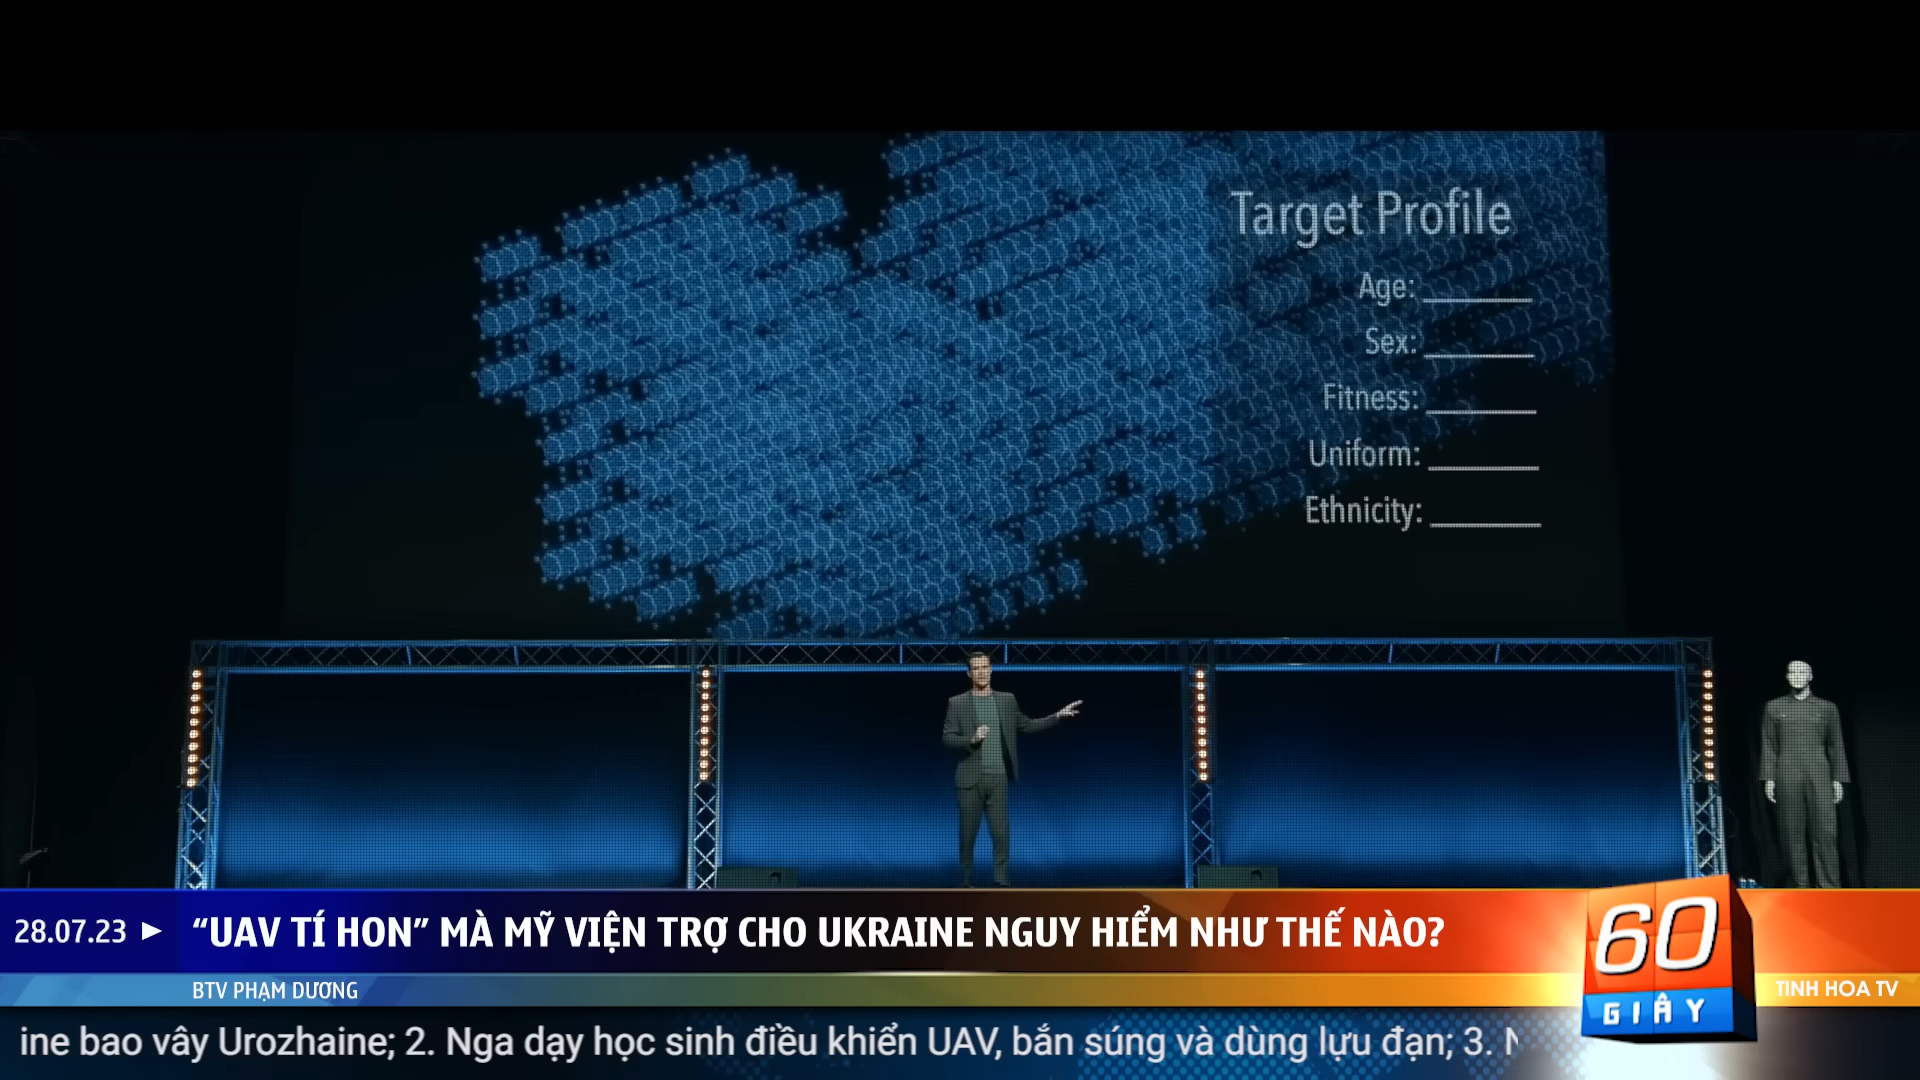 Target Profile
Age:
Sex:
Fitness:
Uniform:
Ethnicity:
28.07.23
“UAV TÍ HON” MÀ MỸ VIỆN TRỢ CHO UKRAINE NGUY HIỂM NHƯ THẾ NÀO?
60
GIÂY
BTV PHẠM DƯƠNG
TINH HOA TV
ine bao vây Urozhaine; 2. Nga dạy học sinh điều khiển UAV, bắn súng và dùng lựu đạn; 3.